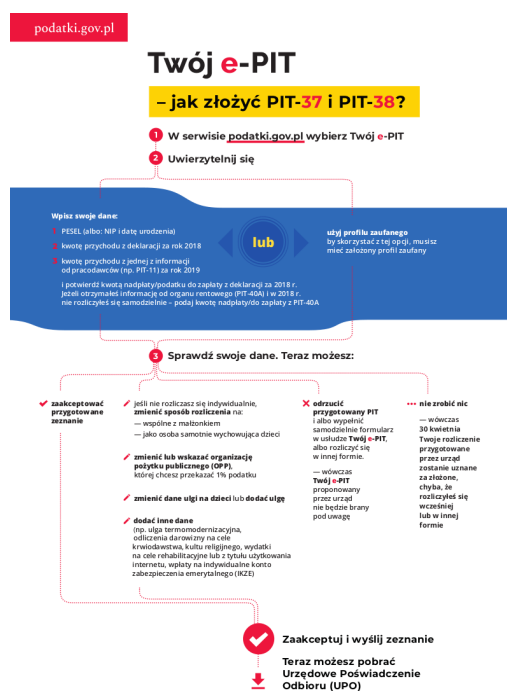 podatki.gov.pl
Twój e-PIT
– jak złożyć PIT-37 i PIT-38?
1 W serwisie podatki.gov.pl wybierz Twój e-PIT
2 Uwierzytelnij się
Wpisz swoje dane:
1 PESEL (albo: NIP i datę urodzenia)
2 kwotę przychodu z deklaracji za rok 2018
3 kwotę przychodu z jednej z informacji
od pracodawców (np. PIT-11) za rok 2019
i potwierdź kwotą nadpłaty/podatku do zapłaty z deklaracji za 2018 r.
Jeżeli otrzymałeś informację od organu rentowego (PIT-40A) i w 2018 r.
nie rozliczyłeś się samodzielnie – podaj kwotę nadpłaty/do zapłaty z PIT-40A
lub
użyj profilu zaufanego
by skorzystać z tej opcji, musisz
mieć założony profil zaufany
3 Sprawdź swoje dane. Teraz możesz:
zaakceptować
przygotowane
zeznanie
jeśli nie rozliczasz się indywidualnie,
zmienić sposób rozliczenia na:
— wspólne z małżonkiem
— jako osoba samotnie wychowująca dzieci
zmienić lub wskazać organizację
pożytku publicznego (OPP),
której chcesz przekazać 1% podatku
zmienić dane ulgi na dzieci lub dodać ulgę
dodać inne dane
(np. ulga termomodernizacyjna,
odliczenia darowizny na cele
krwiodawstwa, kultu religijnego, wydatki
na cele rehabilitacyjne lub z tytułu użytkowania
internetu, wpłaty na indywidualne konto
zabezpieczenia emerytalnego (IKZE)
odrzucić
przygotowany PIT
i albo wypełnić
samodzielnie formularz
w usłudze Twój e-PIT,
albo rozliczyć się
w innej formie.
— wówczas
Twój e-PIT
proponowany
przez urząd
nie będzie brany
pod uwagę
nie zrobić nic
— wówczas
30 kwietnia
Twoje rozliczenie
przygotowane
przez urząd
zostanie uznane
za złożone,
chyba, że
rozliczyłeś się
wcześniej
lub w innej
formie
Zaakceptuj i wyślij zeznanie
Teraz możesz pobrać
Urzędowe Poświadczenie
Odbioru (UPO)